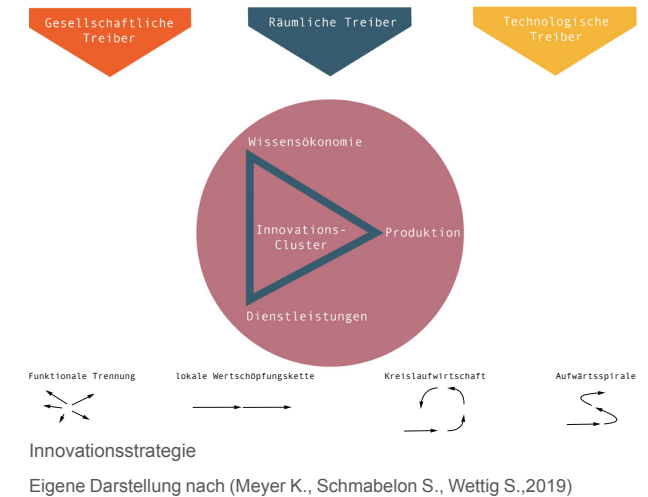 Gesellschaftliche
Treiber
Räumliche Treiber
Technologische
Treiber
Wissensökonomie
Innovations-
Cluster
Produktion
Dienstleistungen
Funktionale Trennung
lokale Wertschöpfungskette
Kreislaufwirtschaft
Aufwärtsspirale
Innovationsstrategie
Eigene Darstellung nach (Meyer K., Schmabelon S., Wettig S.,2019)